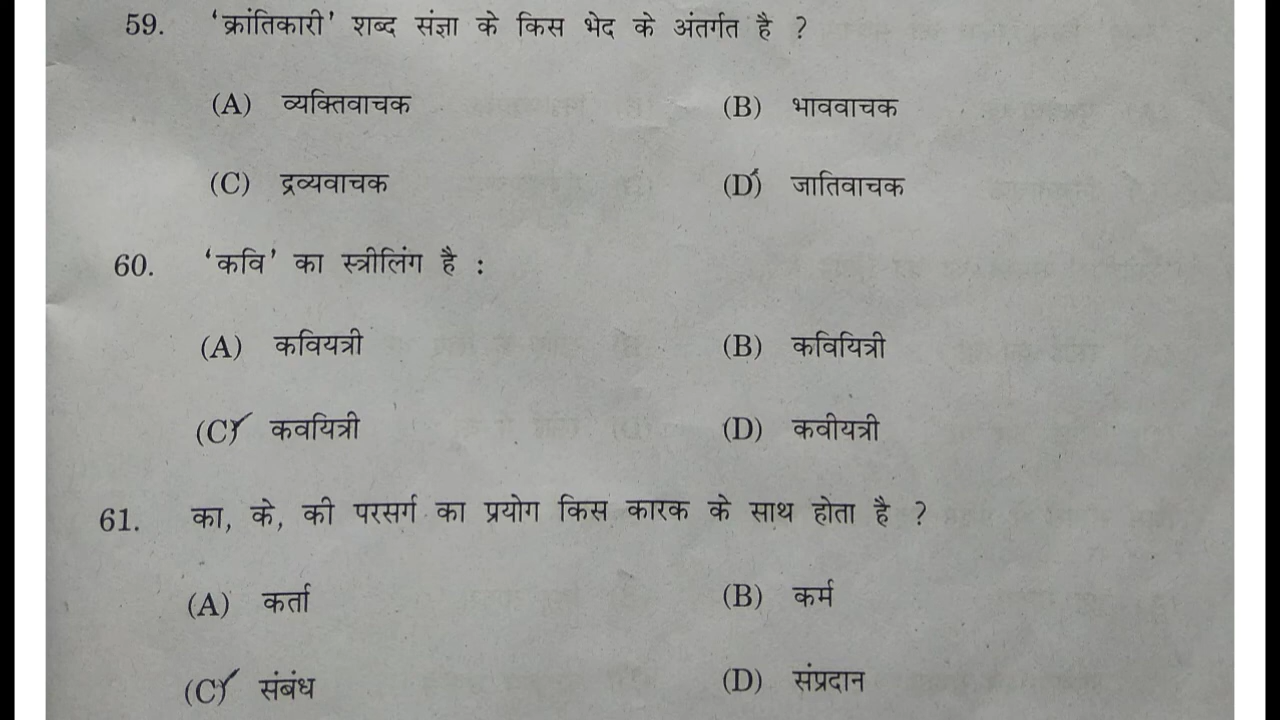 59. 'क्रांतिकारी' शब्द संज्ञा के किस भेद के अंतर्गत है ?
(A) व्यक्तिवाचक (B) भाववाचक
(C) द्रव्यवाचक (D) जातिवाचक
60. 'कवि' का स्त्रीलिंग है :
(A) कवियत्री (B) कवियित्री
(C) कवयित्री (D) कवीयत्री
61. का, के, की परसर्ग का प्रयोग किस कारक के साथ होता है ?
(A) कर्ता (B) कर्म
(C) संबंध (D) संप्रदान